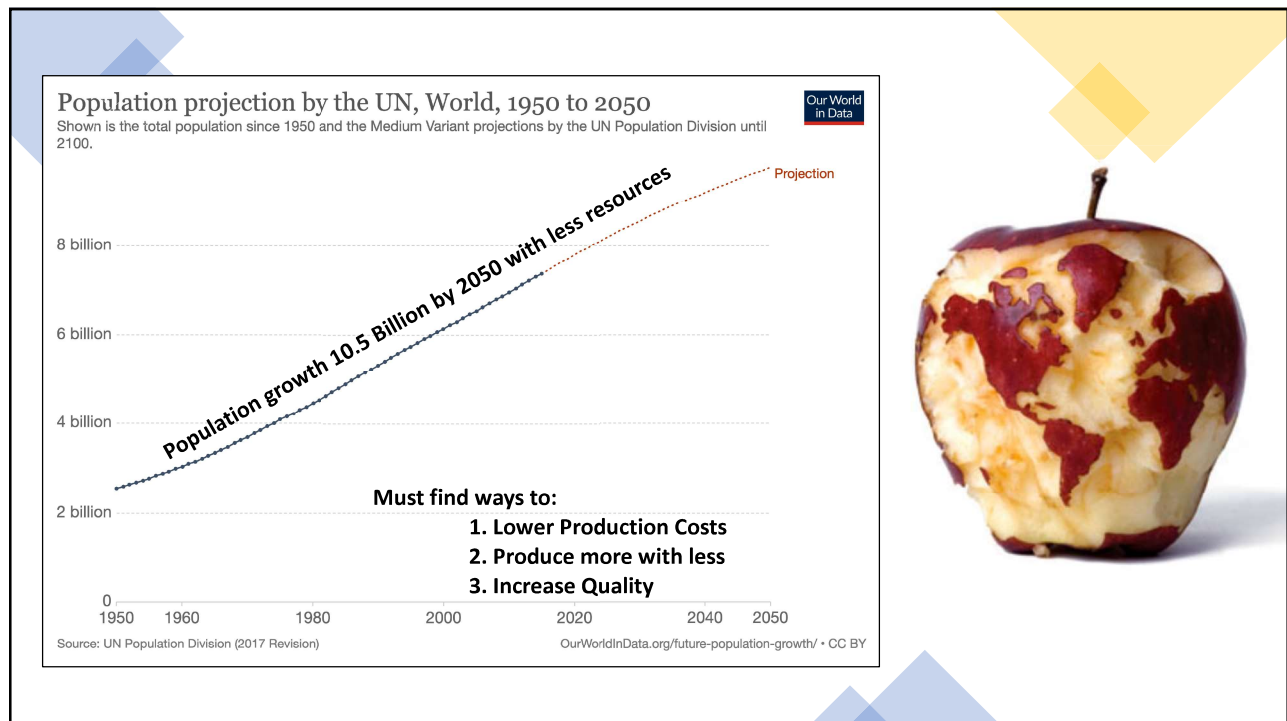 Population projection by the UN, World, 1950 to 2050
Shown is the total population since 1950 and the Medium Variant projections by the UN Population Division until
2100.
Our World
in Data
Projection
Population growth 10.5 Billion by 2050 with less resources
8 billion
6 billion
4 billion
2 billion
0
Must find ways to:
1. Lower Production Costs
2. Produce more with less
3. Increase Quality
1950 1960 1980 2000 2020 2040 2050
Source: UN Population Division (2017 Revision)
OurWorldInData.org/future-population-growth/ • CC BY